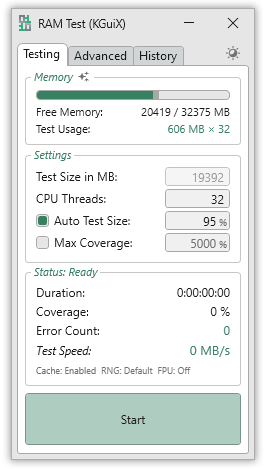 RAM Test (KGuiX)
Testing Advanced History
Memory
Free Memory: 20419 / 32375 MB
Test Usage: 606 MB × 32
Settings
Test Size in MB: 19392
CPU Threads: 32
Auto Test Size: 95 %
Max Coverage: 5000 %
Status: Ready
Duration: 0:00:00:00
Coverage: 0 %
Error Count: 0
Test Speed: 0 MB/s
Cache: Enabled RNG: Default FPU: Off
Start